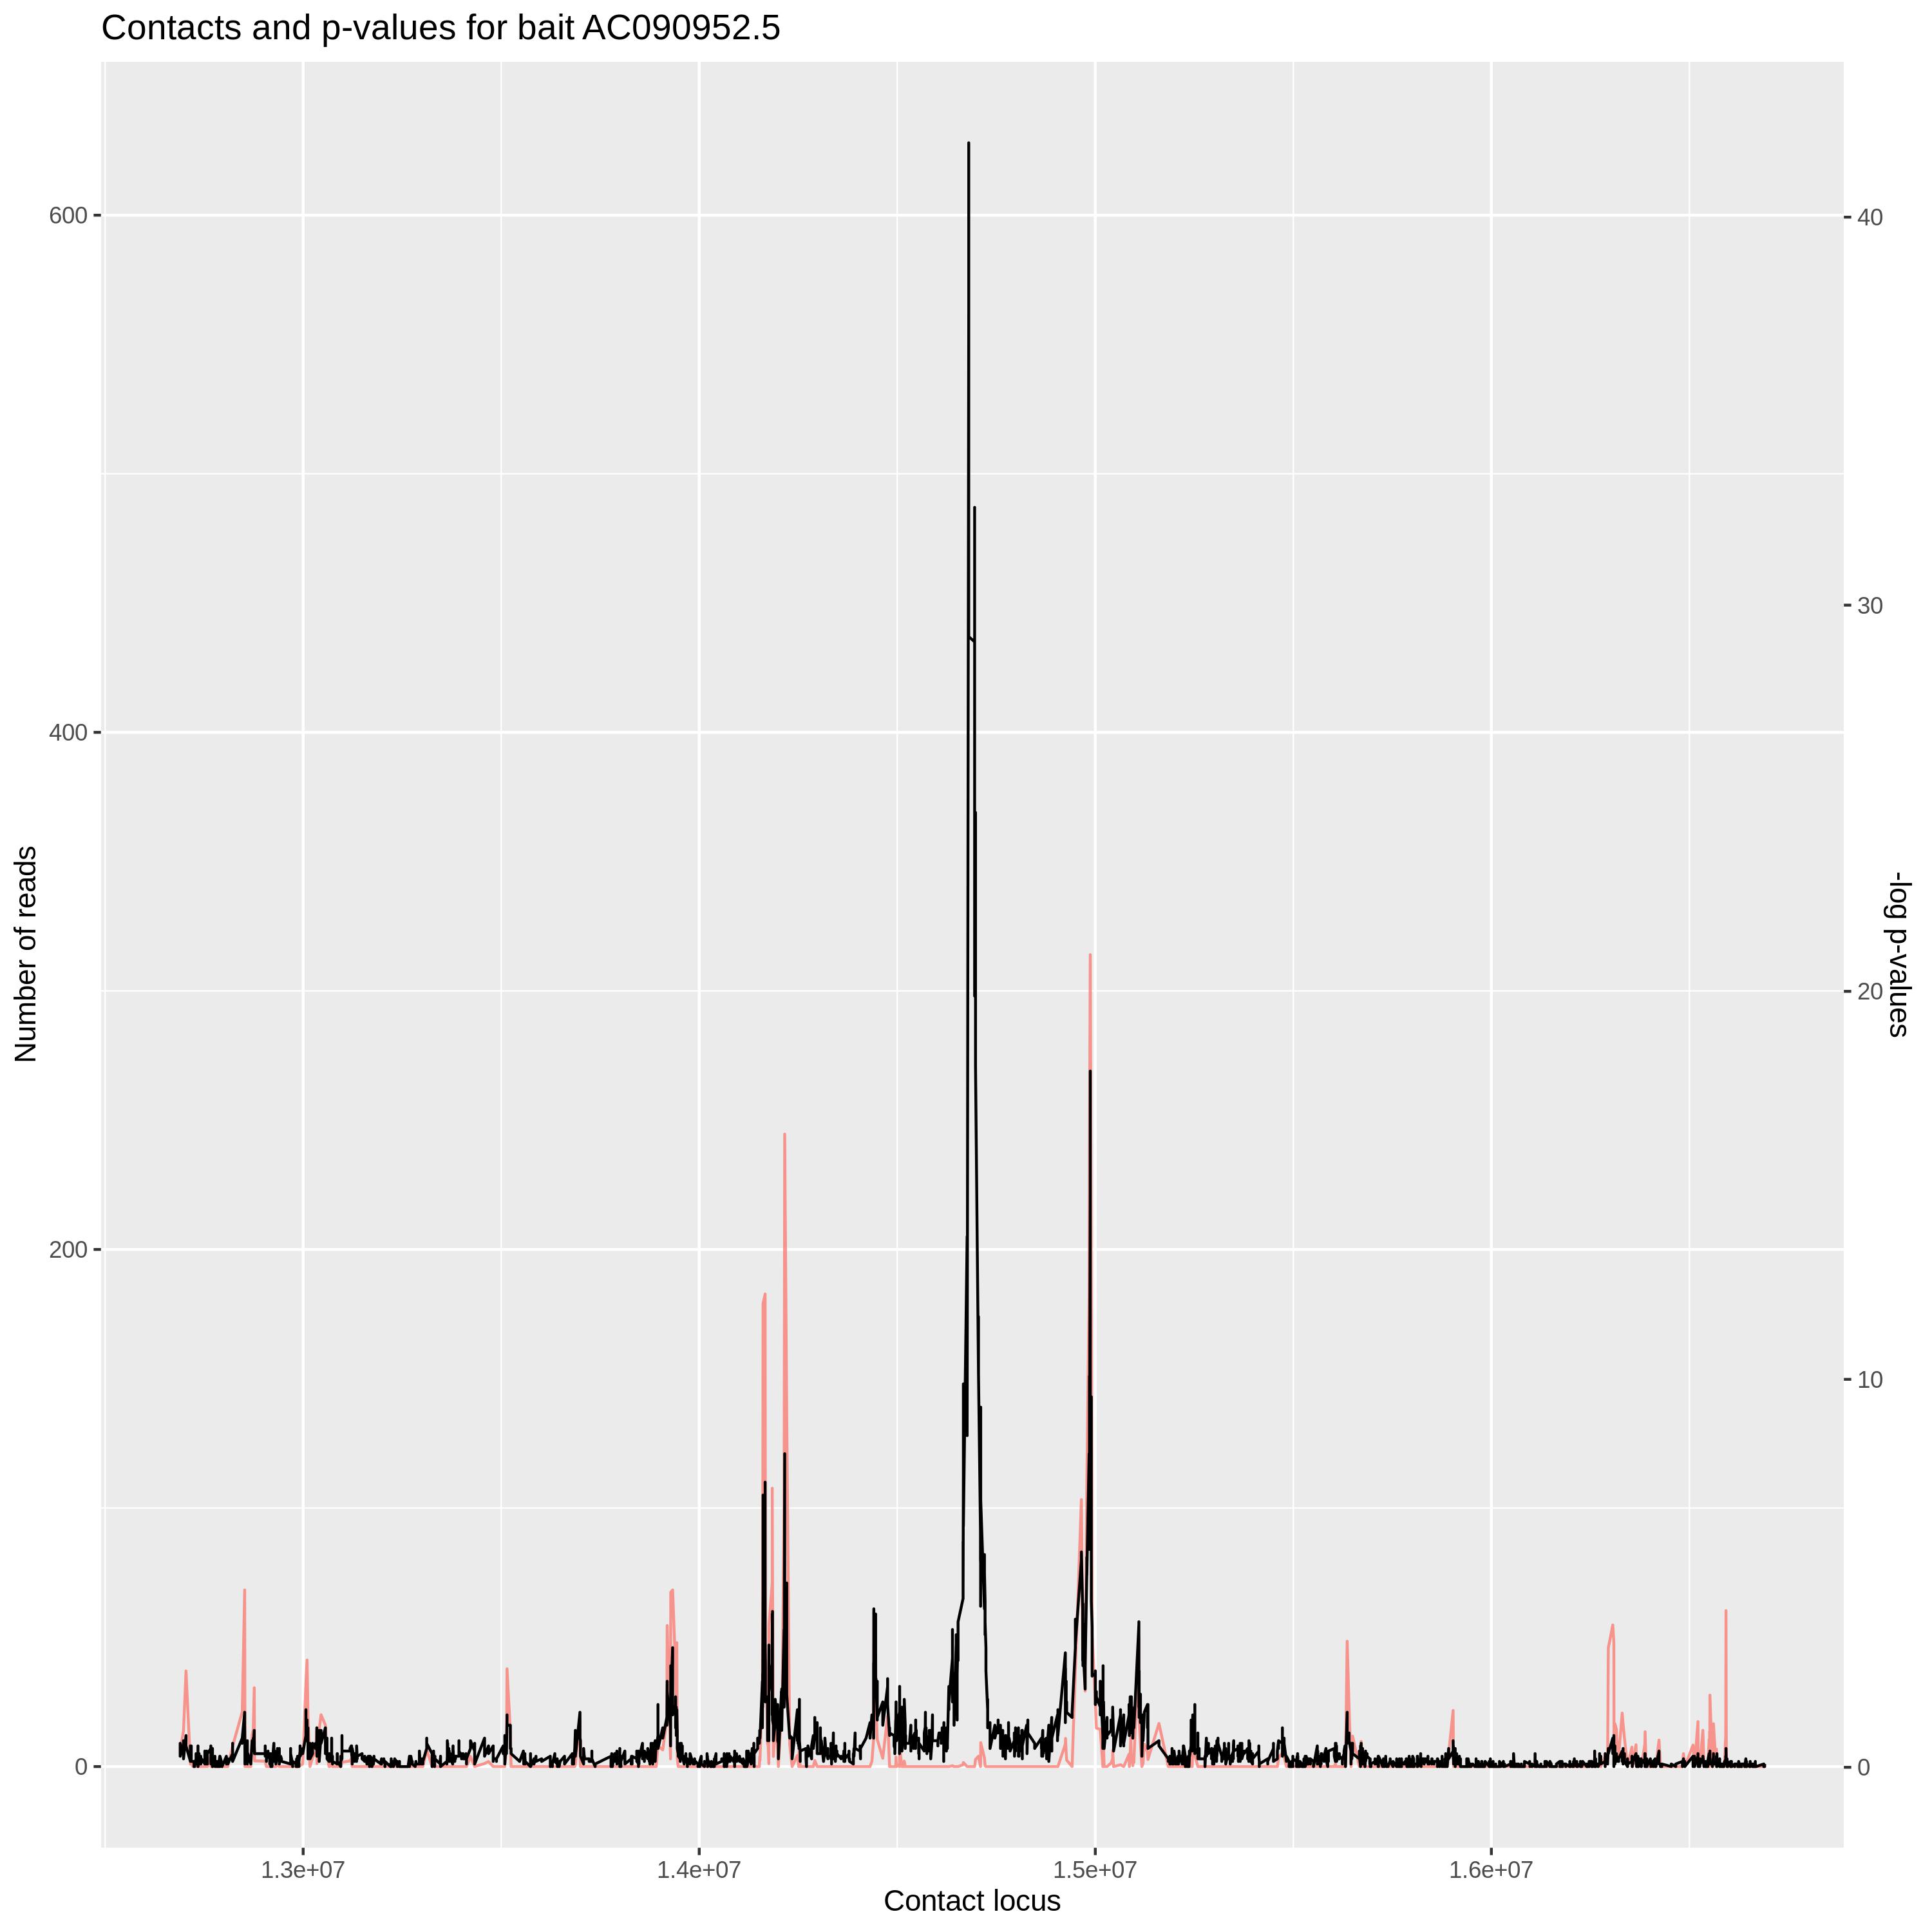 Contacts and p-values for bait AC090952.5
600
400
200
0
Number of reads
40
30
20
10
0
-log p-values
1.3e+07
1.4e+07
1.5e+07
1.6e+07
Contact locus